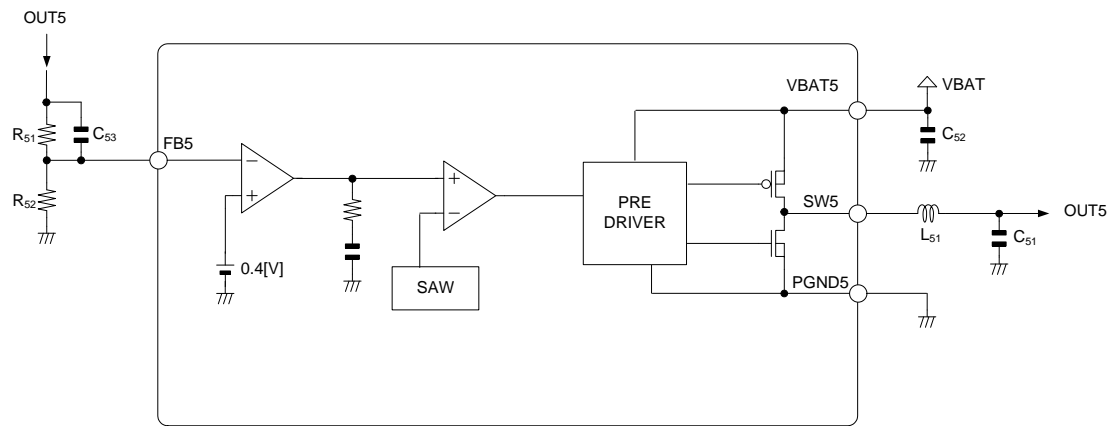 OUT5
R51
C53
R52
FB5
−
+
0.4[V]
+
−
SAW
PRE
DRIVER
VBAT5
VBAT
C52
SW5
L51
OUT5
C51
PGND5